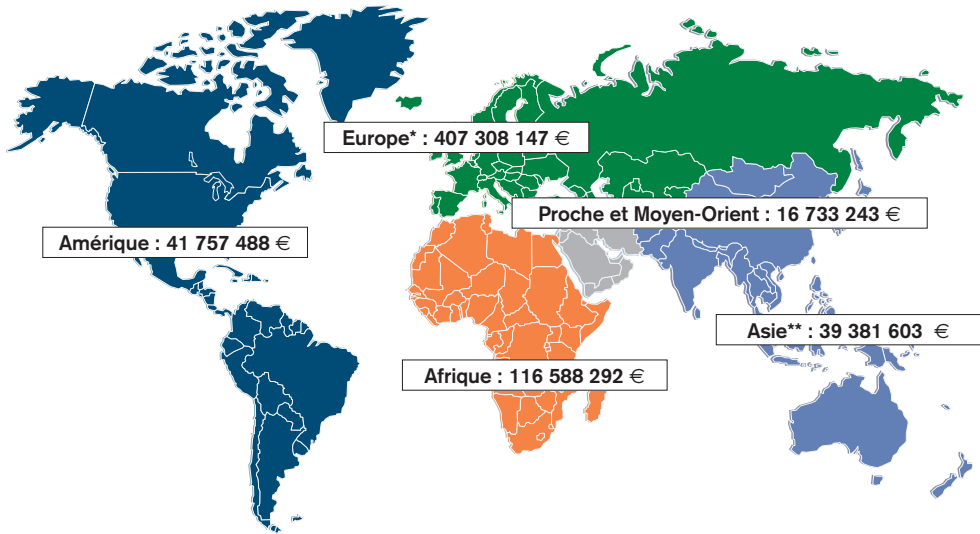 Europe* : 407 308 147 €
Proche et Moyen-Orient : 16 733 243 €
Amérique : 41 757 488 €
Asie** : 39 381 603 €
Afrique : 116 588 292 €